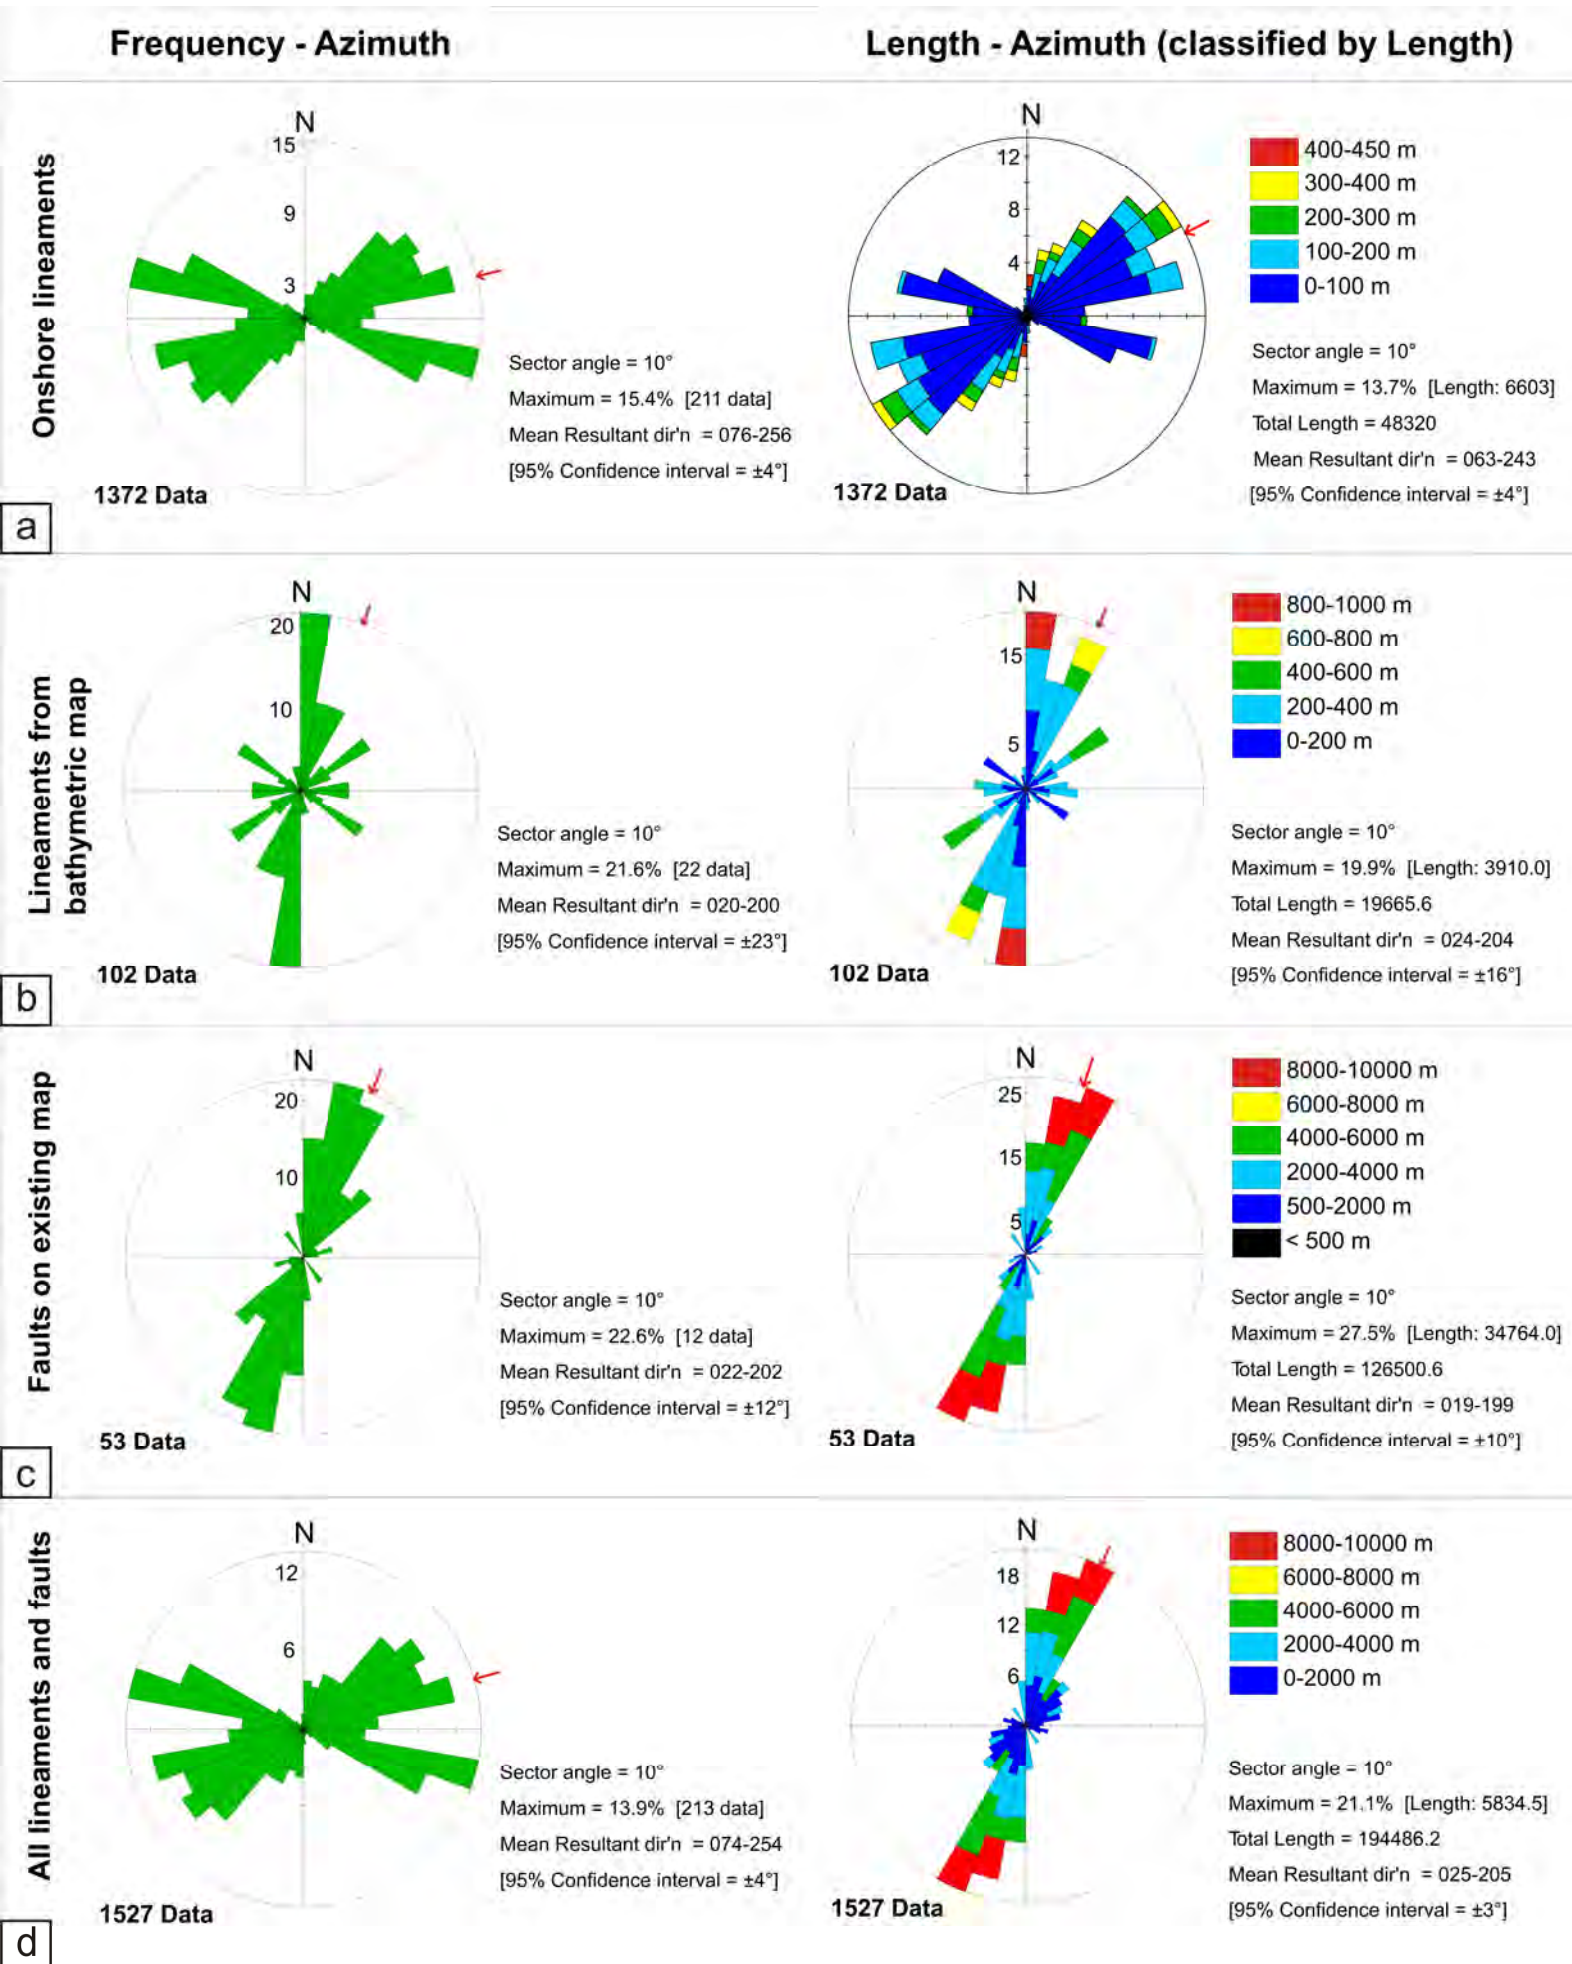 Frequency - Azimuth
Length - Azimuth (classified by Length)
Onshore lineaments
N
15
9
3
Sector angle = 10°
Maximum = 15.4% [211 data]
Mean Resultant dir'n = 076-256
[95% Confidence interval = ±4°]
1372 Data
N
12
8
4
400-450 m
300-400 m
200-300 m
100-200 m
0-100 m
Sector angle = 10°
Maximum = 13.7% [Length: 6603]
Total Length = 48320
Mean Resultant dir'n = 063-243
[95% Confidence interval = ±4°]
1372 Data
a
Lineaments from
bathymetric map
N
20
10
Sector angle = 10°
Maximum = 21.6% [22 data]
Mean Resultant dir'n = 020-200
[95% Confidence interval = ±23°]
102 Data
N
15
5
800-1000 m
600-800 m
400-600 m
200-400 m
0-200 m
Sector angle = 10°
Maximum = 19.9% [Length: 3910.0]
Total Length = 19665.6
Mean Resultant dir'n = 024-204
[95% Confidence interval = ±16°]
102 Data
b
Faults on existing map
N
20
10
Sector angle = 10°
Maximum = 22.6% [12 data]
Mean Resultant dir'n = 022-202
[95% Confidence interval = ±12°]
53 Data
N
25
15
5
8000-10000 m
6000-8000 m
4000-6000 m
2000-4000 m
500-2000 m
< 500 m
Sector angle = 10°
Maximum = 27.5% [Length: 34764.0]
Total Length = 126500.6
Mean Resultant dir'n = 019-199
[95% Confidence interval = ±10°]
53 Data
c
All lineaments and faults
N
12
6
Sector angle = 10°
Maximum = 13.9% [213 data]
Mean Resultant dir'n = 074-254
[95% Confidence interval = ±4°]
1527 Data
N
18
12
6
8000-10000 m
6000-8000 m
4000-6000 m
2000-4000 m
0-2000 m
Sector angle = 10°
Maximum = 21.1% [Length: 5834.5]
Total Length = 194486.2
Mean Resultant dir'n = 025-205
[95% Confidence interval = ±3°]
1527 Data
d